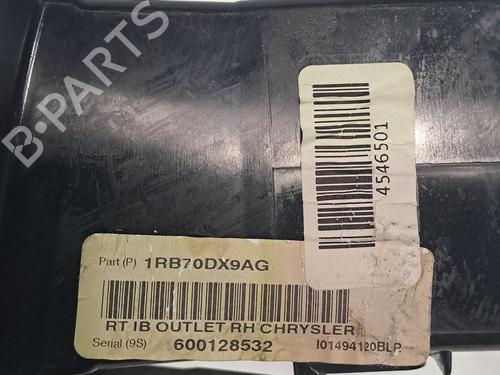 B-PARTS
4546501
Part (P) 1RB70DX9AG
RT IB OUTLET RH CHRYSLER
Serial (9S) 600128532 I01494120BLP